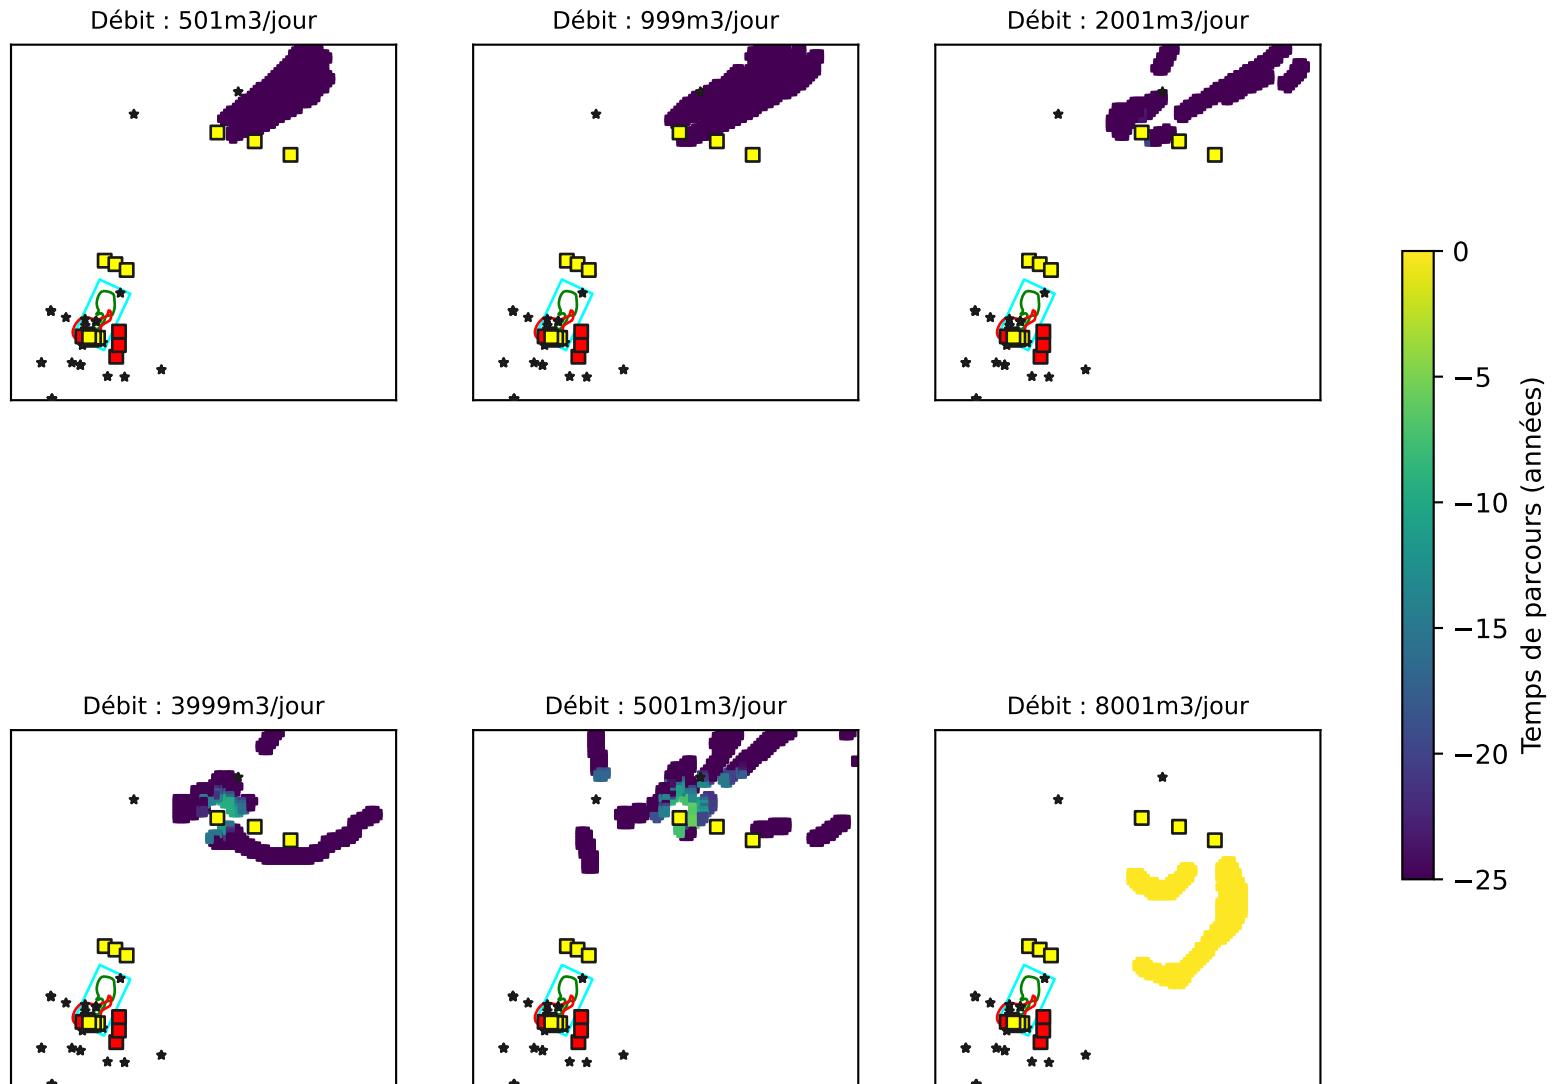 Débit : 501m3/jour
Débit : 999m3/jour
Débit : 2001m3/jour
0
−5
−10
−15
−20
−25
Temps de parcours (années)
Débit : 3999m3/jour
Débit : 5001m3/jour
Débit : 8001m3/jour